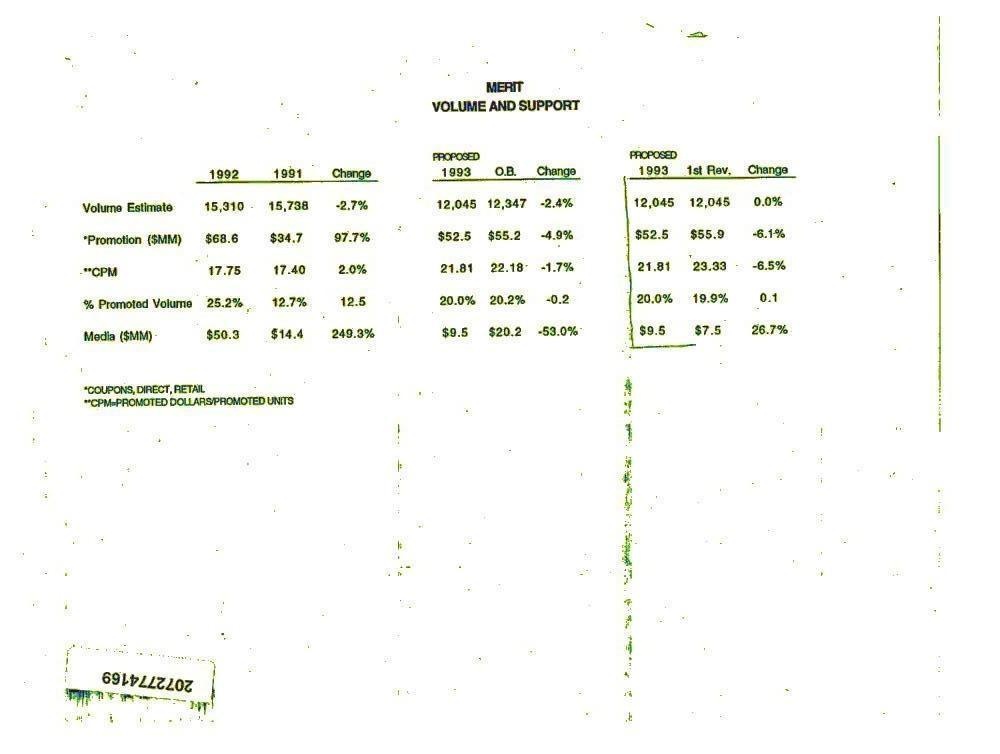 MERIT
VOLUME AND SUPPORT
PROPOSED PROPOSED
1992 1991 Change 1993 O.B. Change 1993 1st Rev. Change
Volume Estimate 15,310 15,738 -2.7% 12,045 12,347 -2.4% 12,045 12,045 0.0%
*Promotion ($MM) $68.6 $34.7 97.7% $52.5 $55.2 -4.9% $52.5 $55.9 -6.1%
**CPM 17.75 17.40 2.0% 21.81 22.18 -1.7% 21.81 23.33 -6.5%
% Promoted Volume 25.2% 12.7% 12.5 20.0% 20.2% -0.2 20.0% 19.9% 0.1
Media ($MM) $50.3 $14.4 249.3% $9.5 $20.2 -53.0% $9.5 $7.5 26.7%
*COUPONS, DIRECT, RETAIL
**CPM=PROMOTED DOLLARS/PROMOTED UNITS
2072774169